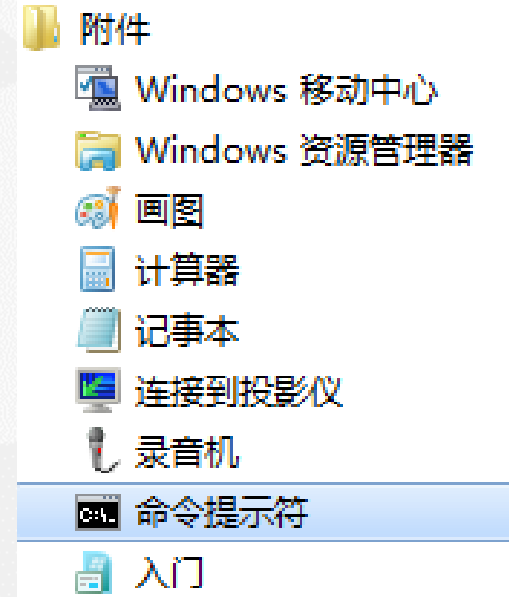 附件
Windows 移动中心
Windows 资源管理器
画图
计算器
记事本
连接到投影仪
录音机
C:\_
命令提示符
入门